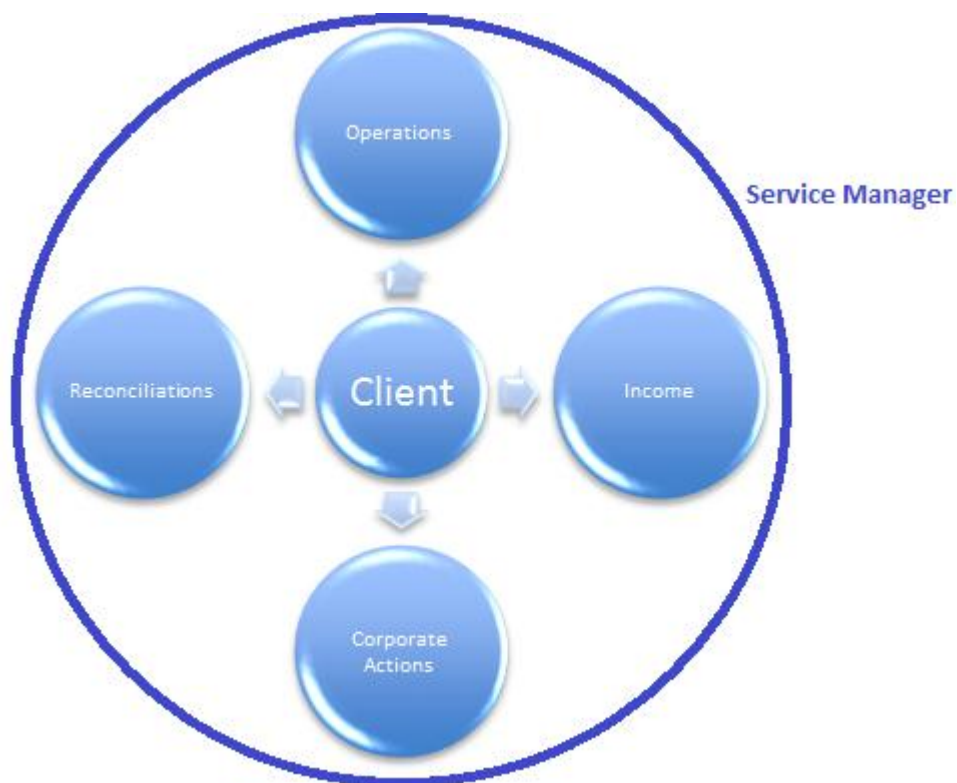 Operations
Service Manager
Reconciliations
Client
Income
Corporate
Actions